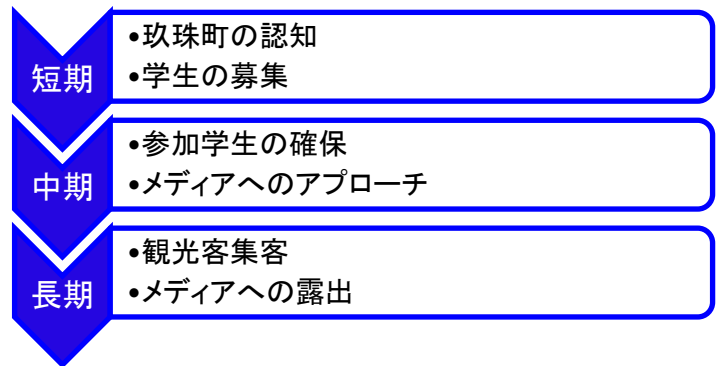 短期
•玖珠町の認知
•学生の募集
中期
•参加学生の確保
•メディアへのアプローチ
長期
•観光客集客
•メディアへの露出